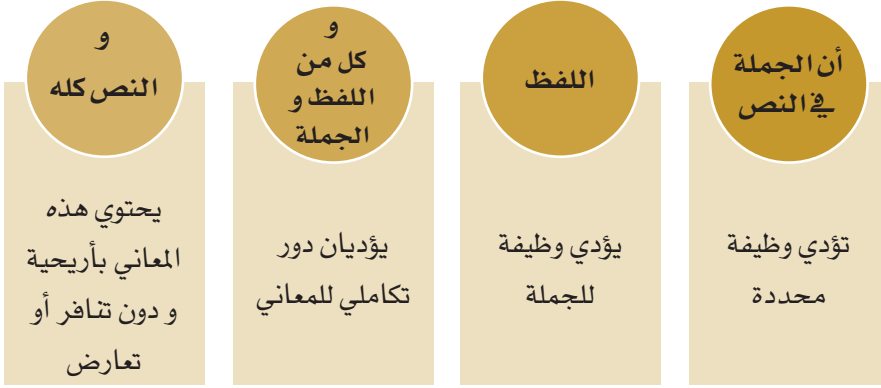 أن الجملة
في النص
تؤدي وظيفة
محددة
اللفظ
يؤدي وظيفة
للجملة
و
كل من
اللفظ و
الجملة
يؤديان دور
تكاملي للمعاني
و
النص كله
يحتوي هذه
المعاني بأريحية
و دون تنافر أو
تعارض